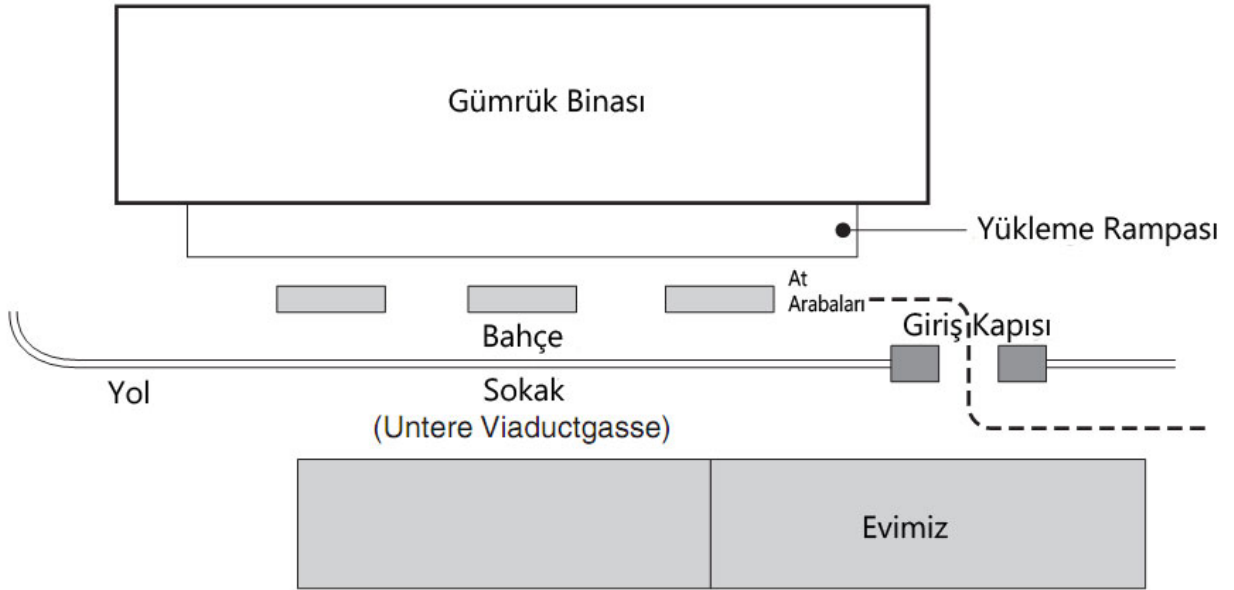 Gümrük Binası
Yükleme Rampası
At
Arabaları
Giriş Kapısı
Bahçe
Yol
Sokak
(Untere Viaductgasse)
Evimiz